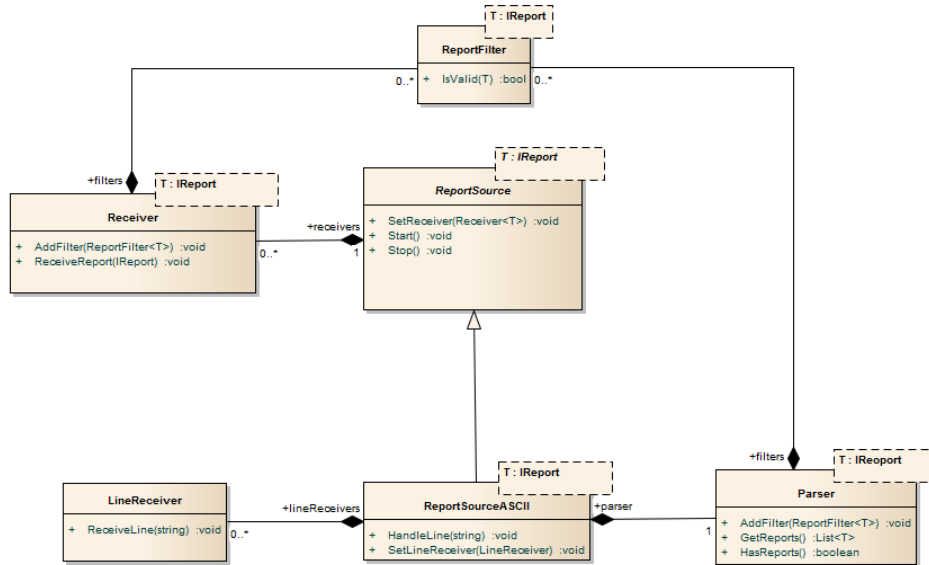 T : IReport
ReportFilter
+ IsValid(T) :bool
0..*
0..*
+filters
T : IReport
Receiver
+ AddFilter(ReportFilter<T>) :void
+ ReceiveReport(IReport) :void
0..*
+receivers
1
T : IReport
ReportSource
+ SetReceiver(Receiver<T>) :void
+ Start() :void
+ Stop() :void
LineReceiver
+ ReceiveLine(string) :void
0..*
+lineReceivers
T : IReport
ReportSourceASCII
+ HandleLine(string) :void
+ SetLineReceiver(LineReceiver) :void
+parser
1
+filters
T : IReoport
Parser
+ AddFilter(ReportFilter<T>) :void
+ GetReports() :List<T>
+ HasReports() :boolean